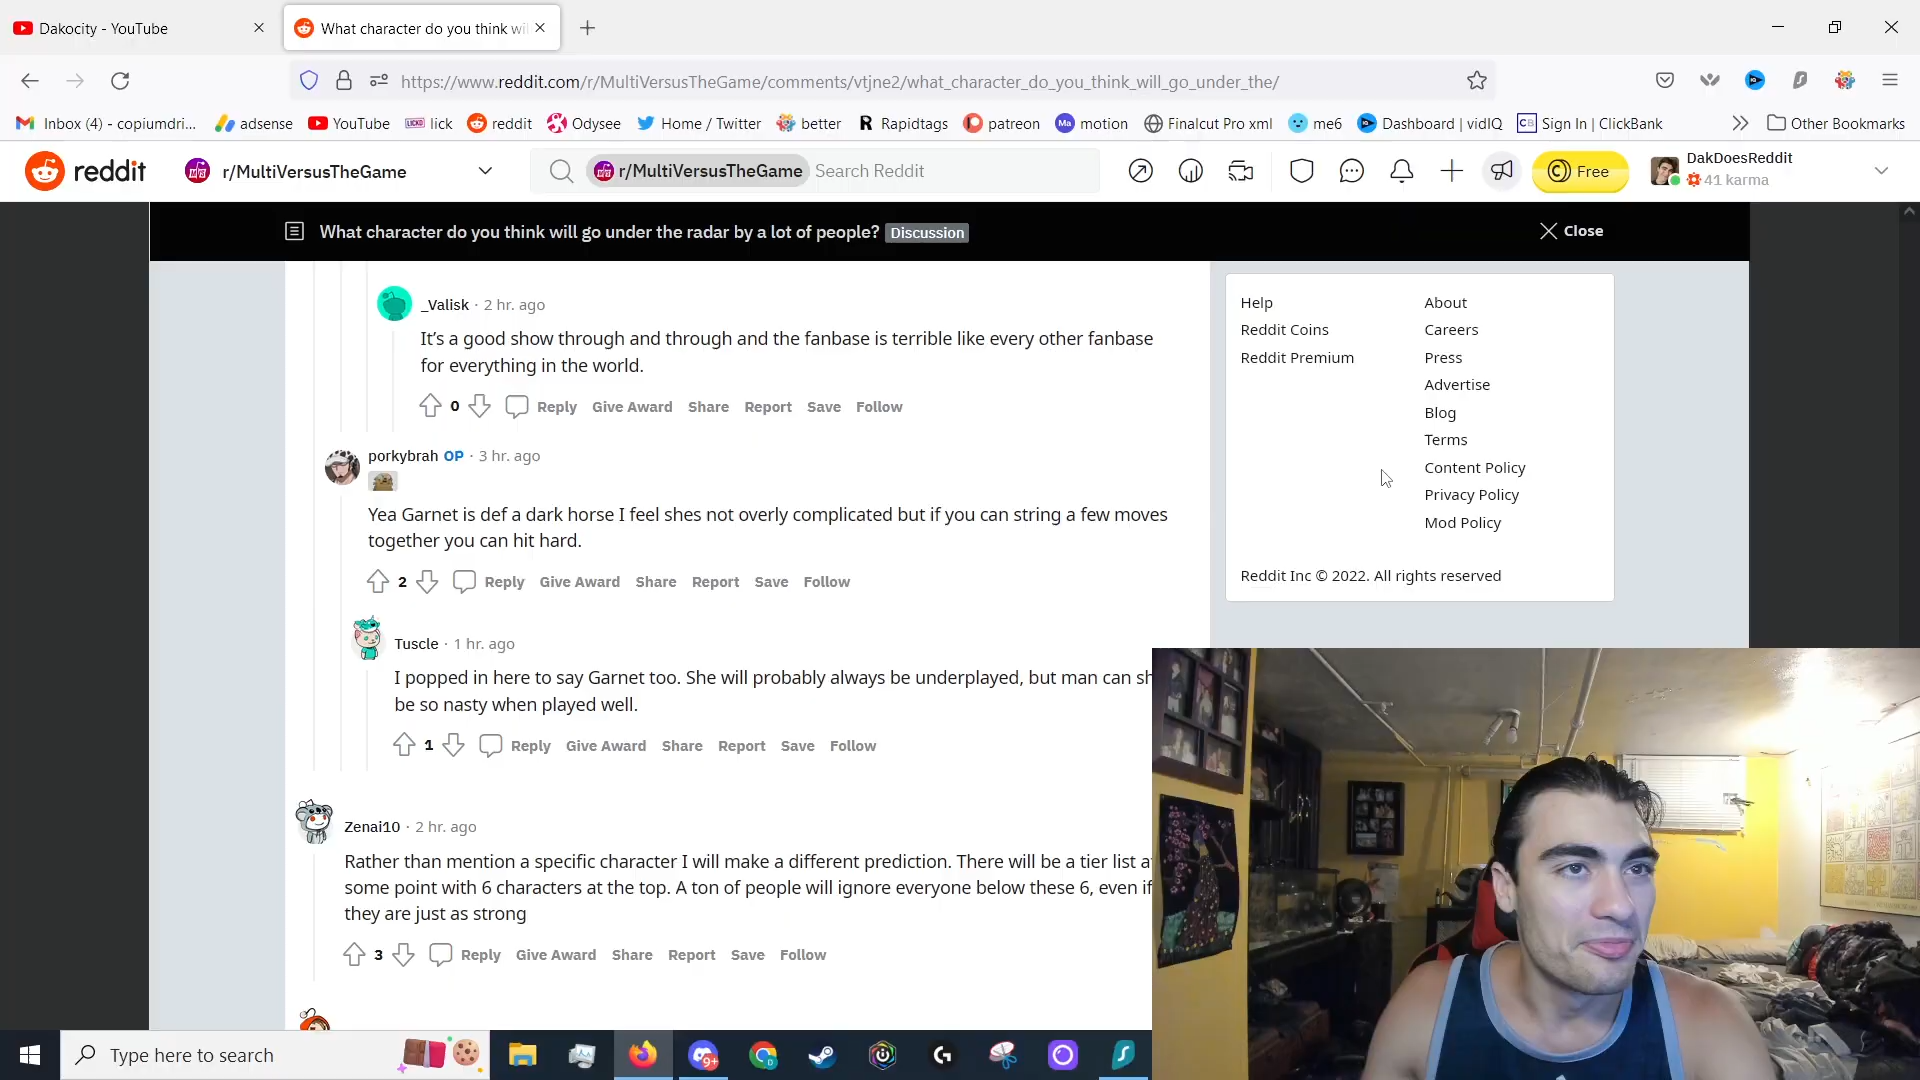 Dakocity - YouTube
What character do you think wi
https://www.reddit.com/r/MultiVersusTheGame/comments/vtjne2/what_character_do_you_think_will_go_under_the/
Inbox (4) - copiumdri... adsense YouTube LICKD lick reddit Odysee Home / Twitter better R Rapidtags patreon Ma motion Finalcut Pro xml me6 Dashboard | vidIQ CB Sign In | ClickBank Other Bookmarks
reddit r/MultiVersusTheGame r/MultiVersusTheGame Search Reddit Free DakDoesReddit
41 karma
What character do you think will go under the radar by a lot of people? Discussion Close
_Valisk · 2 hr. ago
It's a good show through and through and the fanbase is terrible like every other fanbase
for everything in the world.
0 Reply Give Award Share Report Save Follow
porkybrah OP · 3 hr. ago
Yea Garnet is def a dark horse I feel shes not overly complicated but if you can string a few moves
together you can hit hard.
2 Reply Give Award Share Report Save Follow
Tuscle · 1 hr. ago
I popped in here to say Garnet too. She will probably always be underplayed, but man can sh
be so nasty when played well.
1 Reply Give Award Share Report Save Follow
Zenai10 · 2 hr. ago
Rather than mention a specific character I will make a different prediction. There will be a tier list a
some point with 6 characters at the top. A ton of people will ignore everyone below these 6, even if
they are just as strong
3 Reply Give Award Share Report Save Follow
Help About
Reddit Coins Careers
Reddit Premium Press
Advertise
Blog
Terms
Content Policy
Privacy Policy
Mod Policy
Reddit Inc © 2022. All rights reserved
Type here to search
9+